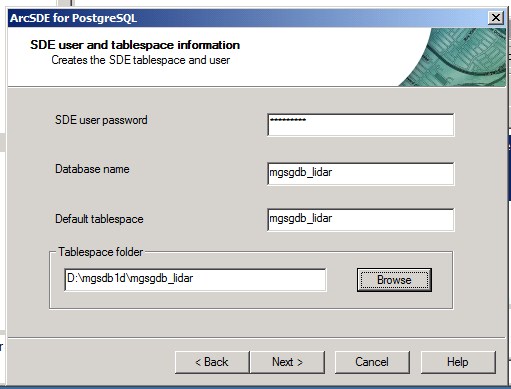 ArcSDE for PostgreSQL
SDE user and tablespace information
Creates the SDE tablespace and user
SDE user password
*********
Database name
mgsgdb_lidar
Default tablespace
mgsgdb_lidar
Tablespace folder
D:\mgsdb1d\mgsgdb_lidar
Browse
< Back
Next >
Cancel
Help